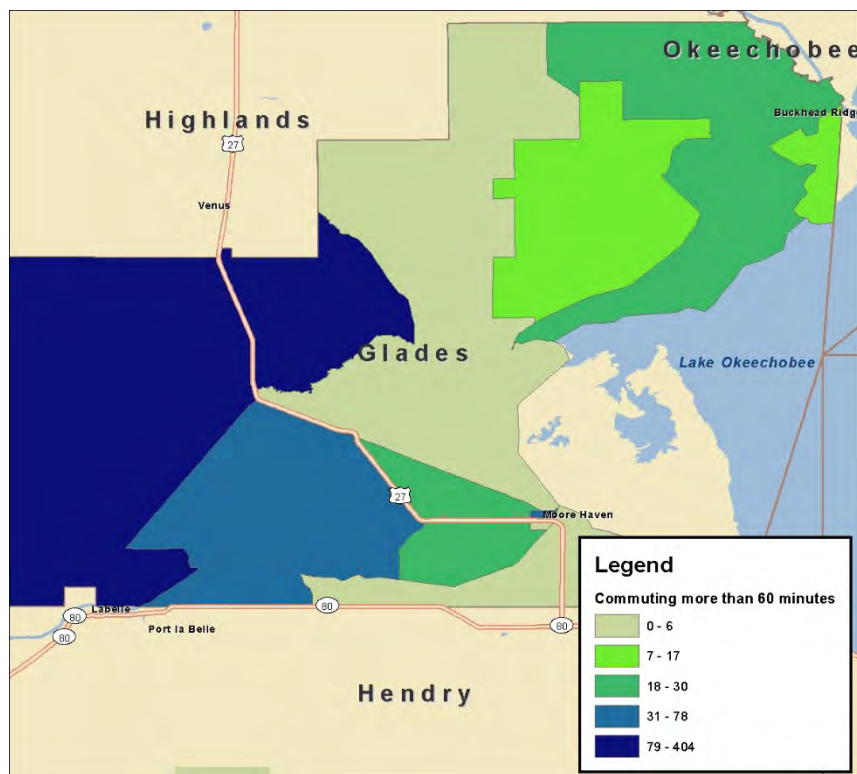 Okeechobee
Buckhead Ridge
Highlands
27
Venus
Glades
Lake Okeechobee
27
Moore Haven
Labelle
80
80
80
80
Port la Belle
Hendry
Legend
Commuting more than 60 minutes
0 - 6
7 - 17
18 - 30
31 - 78
79 - 404